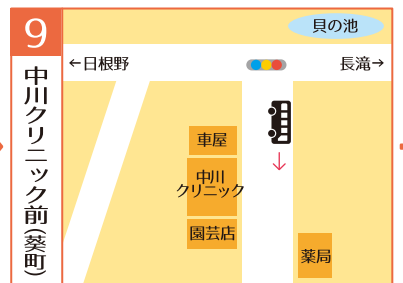 9
中川クリニック前(葵町)
貝の池
←日根野
長滝→
車屋
中川
クリニック
園芸店
薬局